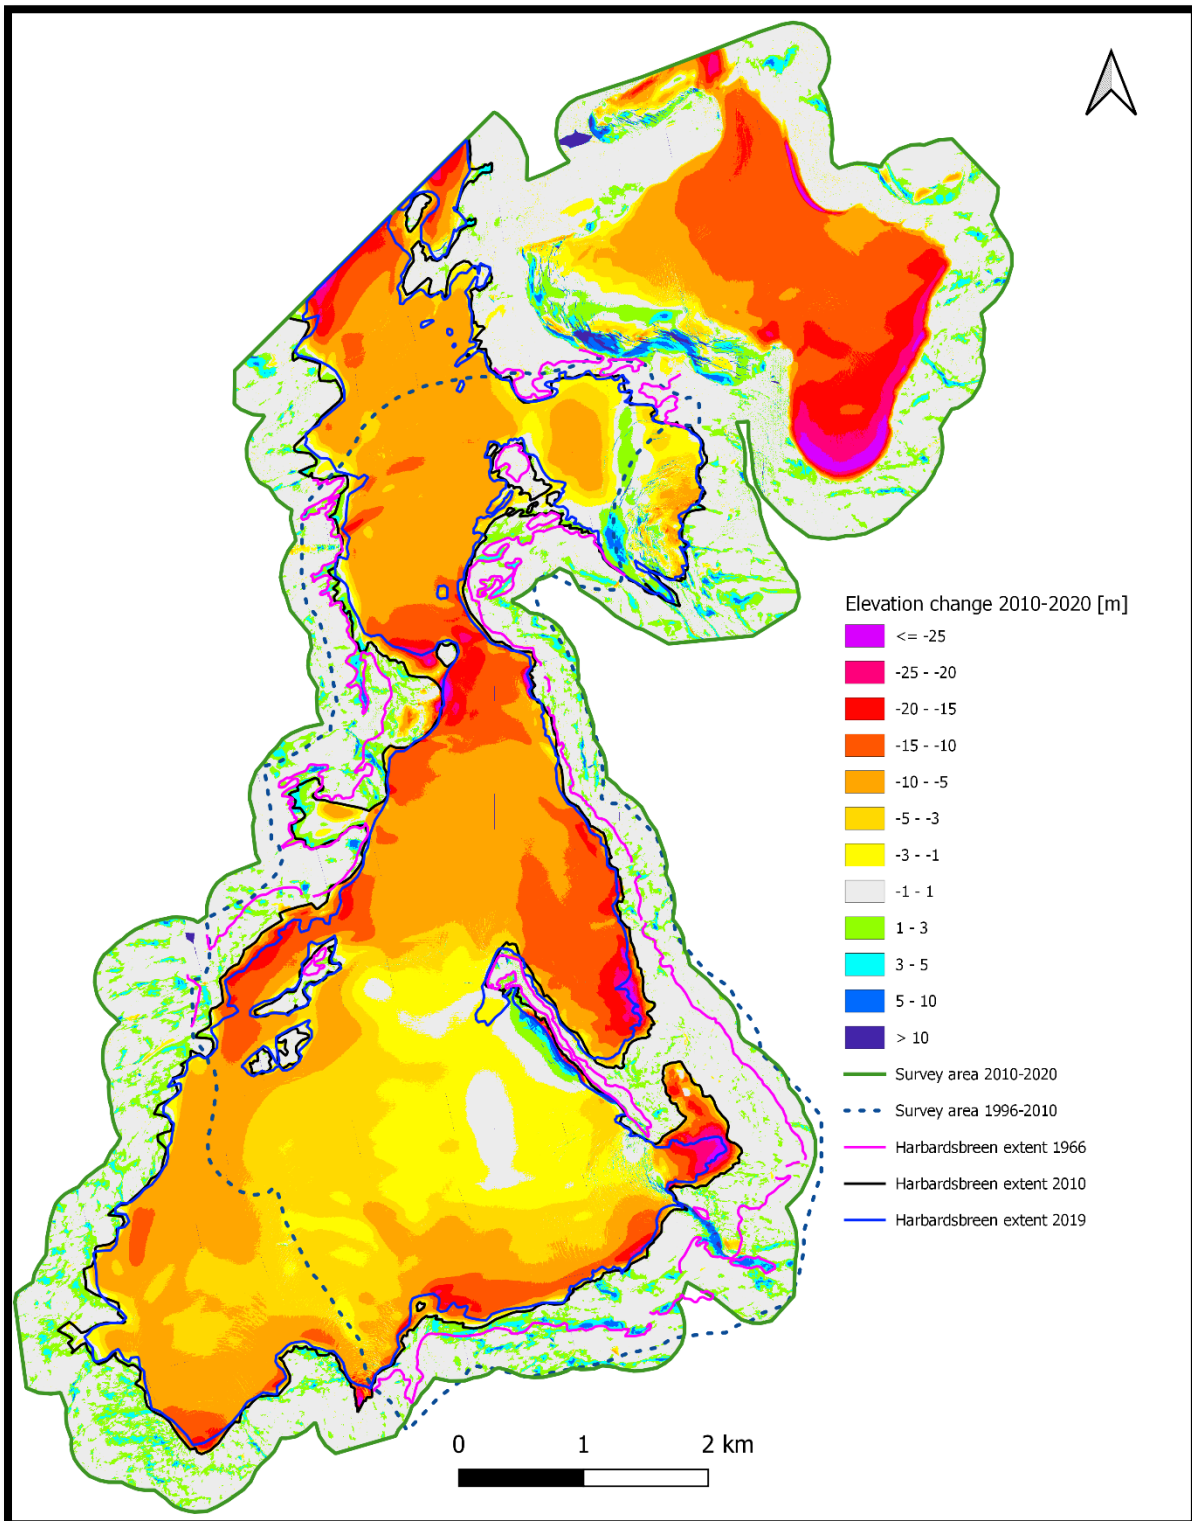 Elevation change 2010-2020 [m]
<= -25
-25 - -20
-20 - -15
-15 - -10
-10 - -5
-5 - -3
-3 - -1
-1 - 1
1 - 3
3 - 5
5 - 10
> 10
Survey area 2010-2020
Survey area 1996-2010
Harbardsbreen extent 1966
Harbardsbreen extent 2010
Harbardsbreen extent 2019
0 1 2 km